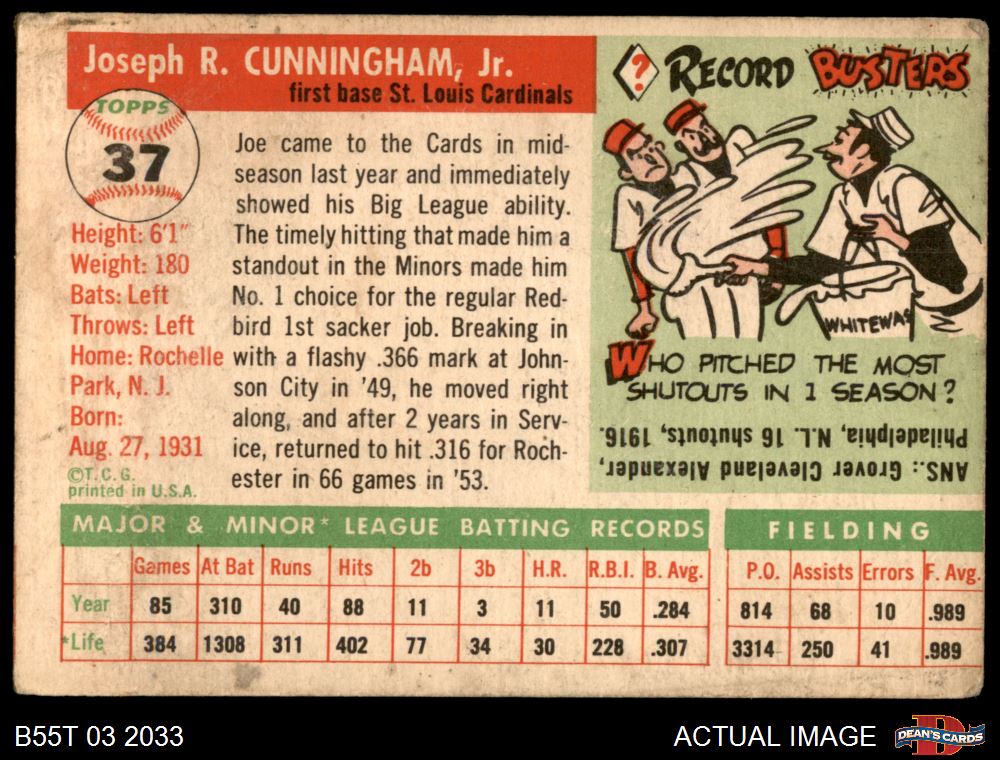 Joseph R. CUNNINGHAM, Jr.
first base St. Louis Cardinals
TOPPS
37
Height: 6'1"
Weight: 180
Bats: Left
Throws: Left
Home: Rochelle
Park, N. J.
Born:
Aug. 27, 1931
©T.C.G.
printed in U.S.A.
Joe came to the Cards in mid-
season last year and immediately
showed his Big League ability.
The timely hitting that made him a
standout in the Minors made him
No. 1 choice for the regular Red-
bird 1st sacker job. Breaking in
with a flashy .366 mark at John-
son City in '49, he moved right
along, and after 2 years in Serv-
ice, returned to hit .316 for Roch-
ester in 66 games in '53.
? RECORD BUSTERS
WHITEWAS
WHO PITCHED THE MOST
SHUTOUTS IN 1 SEASON?
ANS.: Grover Cleveland Alexander,
Philadelphia, N.L. 16 shutouts, 1916.
MAJOR & MINOR* LEAGUE BATTING RECORDS
Games At Bat Runs Hits 2b 3b H.R. R.B.I. B. Avg.
Year 85 310 40 88 11 3 11 50 .284
*Life 384 1308 311 402 77 34 30 228 .307
FIELDING
P.O. Assists Errors F. Avg.
814 68 10 .989
3314 250 41 .989
B55T 03 2033
ACTUAL IMAGE
D
DEAN'S CARDS